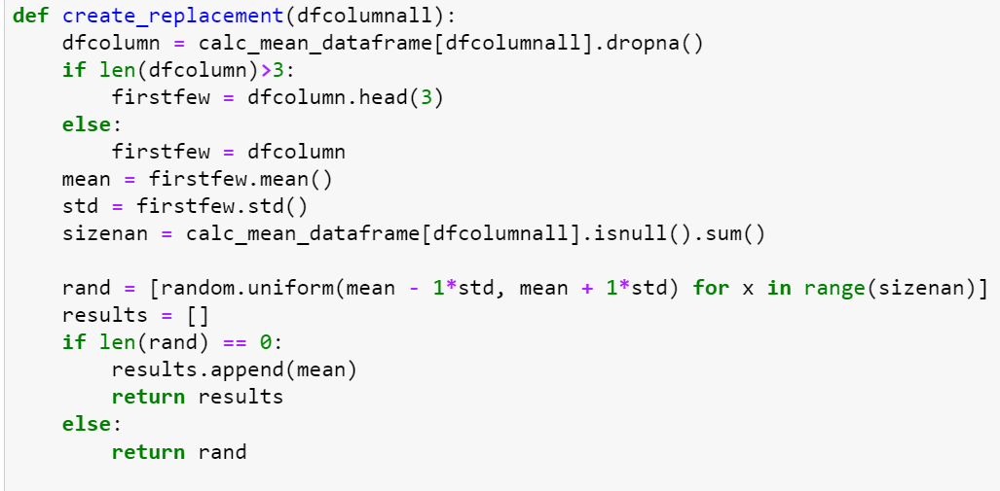 def create_replacement(dfcolumnall):
    dfcolumn = calc_mean_dataframe[dfcolumnall].dropna()
    if len(dfcolumn)>3:
        firstfew = dfcolumn.head(3)
    else:
        firstfew = dfcolumn
    mean = firstfew.mean()
    std = firstfew.std()
    sizenan = calc_mean_dataframe[dfcolumnall].isnull().sum()

    rand = [random.uniform(mean - 1*std, mean + 1*std) for x in range(sizenan)]
    results = []
    if len(rand) == 0:
        results.append(mean)
        return results
    else:
        return rand